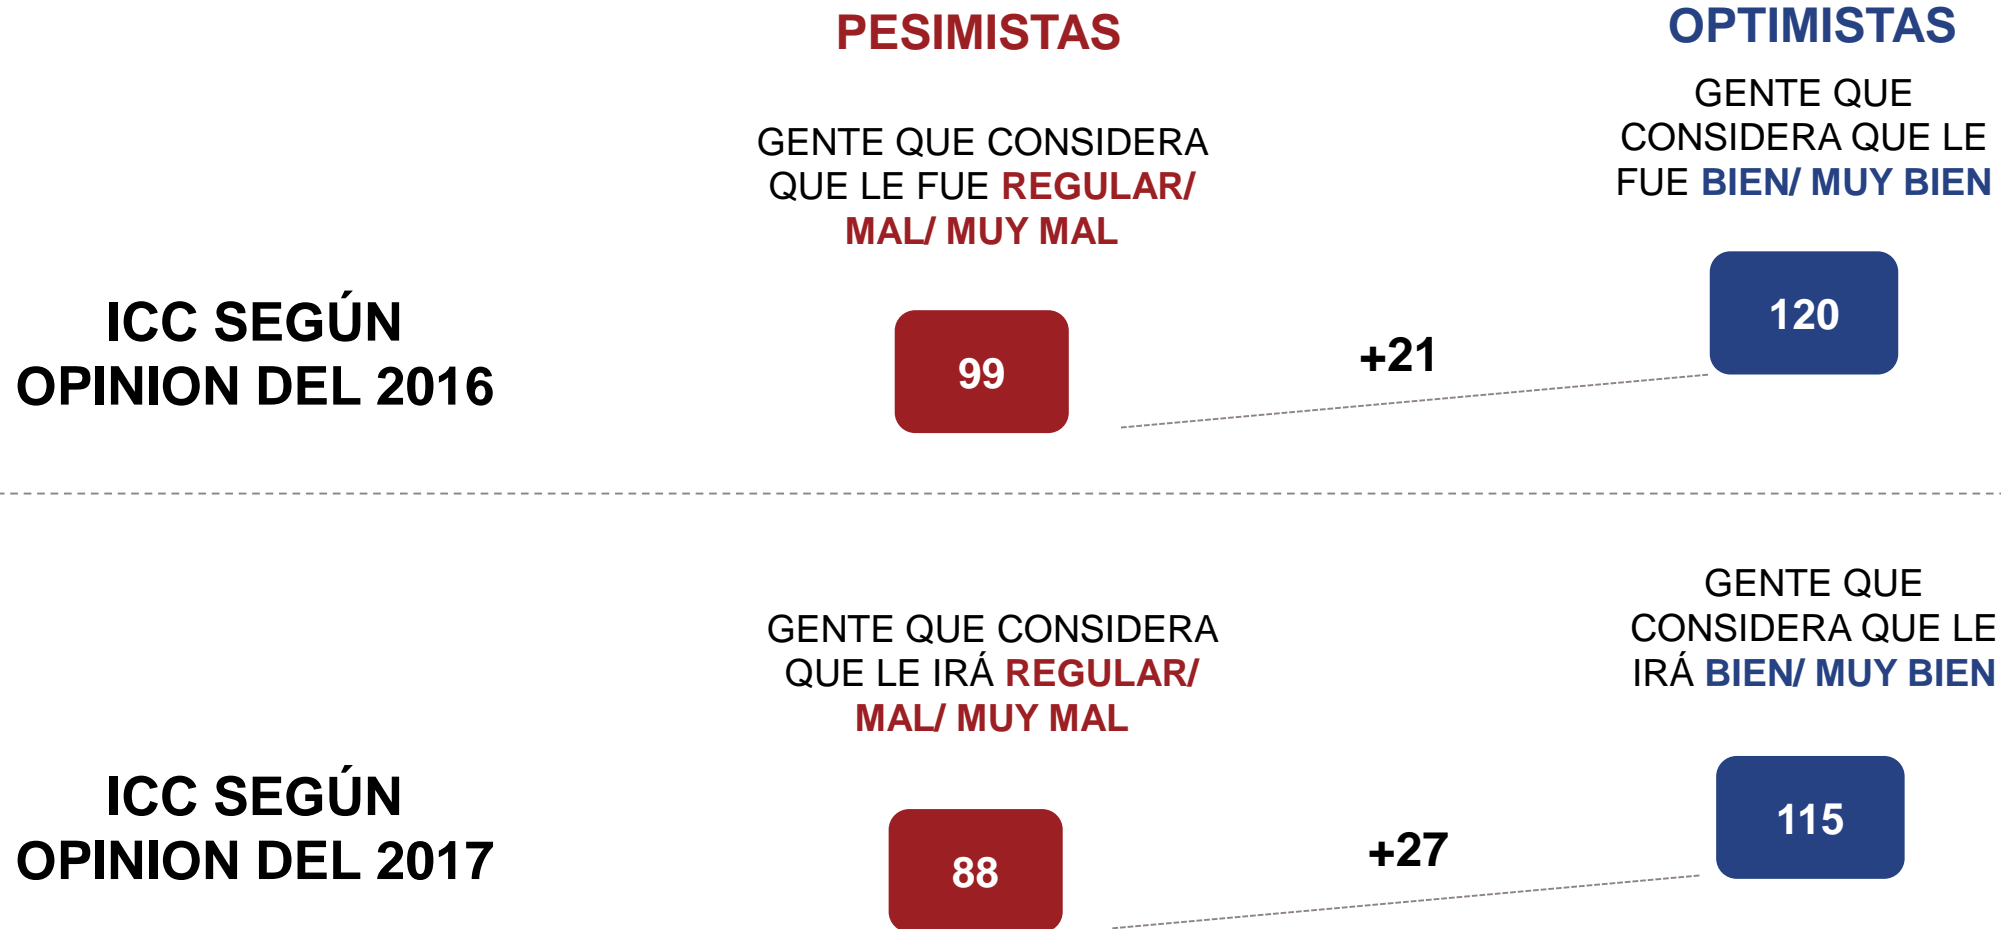 PESIMISTAS
OPTIMISTAS
GENTE QUE CONSIDERA
QUE LE FUE REGULAR/
MAL/ MUY MAL
GENTE QUE
CONSIDERA QUE LE
FUE BIEN/ MUY BIEN
ICC SEGÚN
OPINION DEL 2016
99
+21
120
GENTE QUE CONSIDERA
QUE LE IRÁ REGULAR/
MAL/ MUY MAL
GENTE QUE
CONSIDERA QUE LE
IRÁ BIEN/ MUY BIEN
ICC SEGÚN
OPINION DEL 2017
88
+27
115